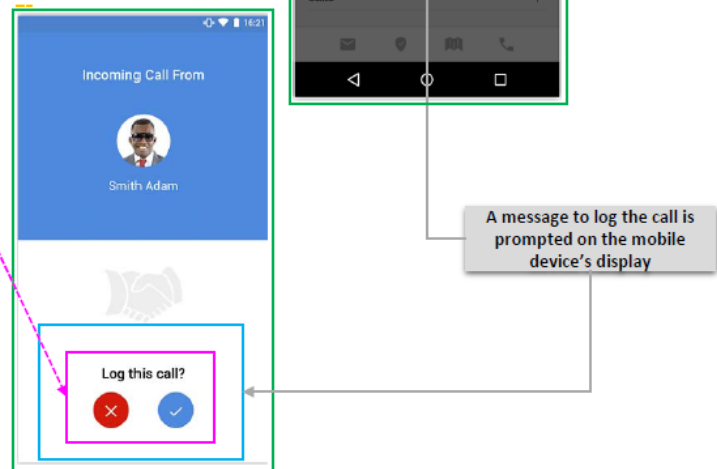 16:21
Incoming Call From
Smith Adam
A message to log the call is
prompted on the mobile
device's display
Log this call?